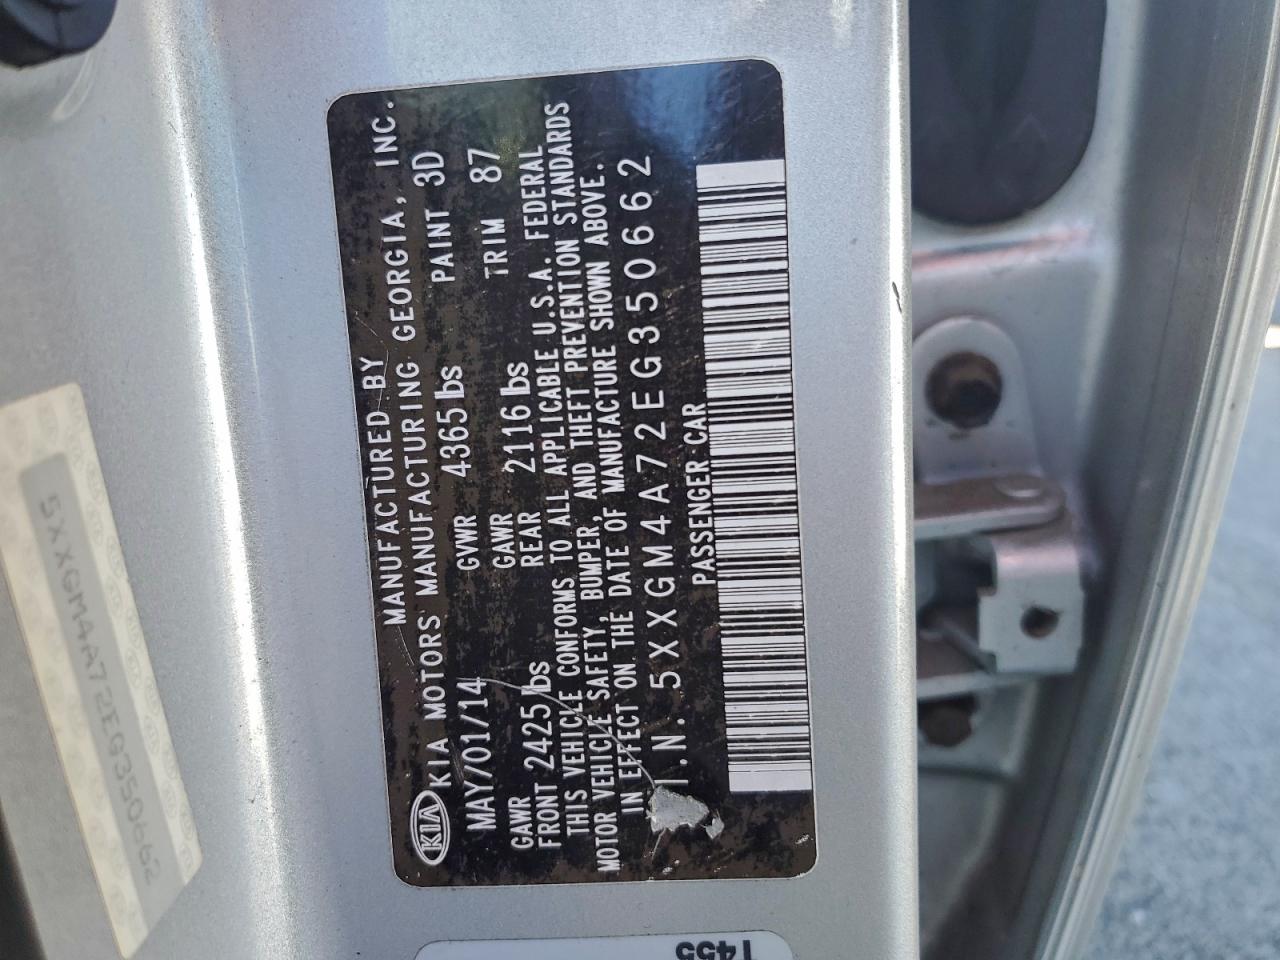 MANUFACTURED BY
KIA KIA MOTORS MANUFACTURING GEORGIA, INC.
MAY/01/14 GVWR 4365 lbs PAINT 3D
GAWR FRONT 2425 lbs GAWR REAR 2116 lbs TRIM 87
THIS VEHICLE CONFORMS TO ALL APPLICABLE U.S.A. FEDERAL
MOTOR VEHICLE SAFETY, BUMPER, AND THEFT PREVENTION STANDARDS
IN EFFECT ON THE DATE OF MANUFACTURE SHOWN ABOVE.
I.N. 5XXGM4A72EG350662
PASSENGER CAR
5XXGM4A72EG350662
1455